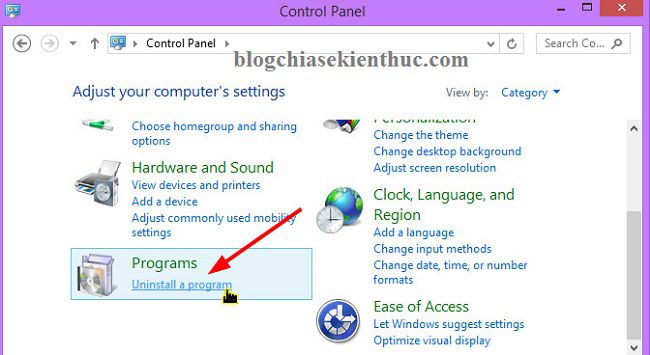 Control Panel
Control Panel
Search Co...
blogchiasekienthuc.com
Adjust your computer's settings
View by: Category
Choose homegroup and sharing
options
Hardware and Sound
View devices and printers
Add a device
Adjust commonly used mobility
settings
Programs
Uninstall a program
Personalization
Change the theme
Change desktop background
Adjust screen resolution
Clock, Language, and
Region
Add a language
Change input methods
Change date, time, or number
formats
Ease of Access
Let Windows suggest settings
Optimize visual display